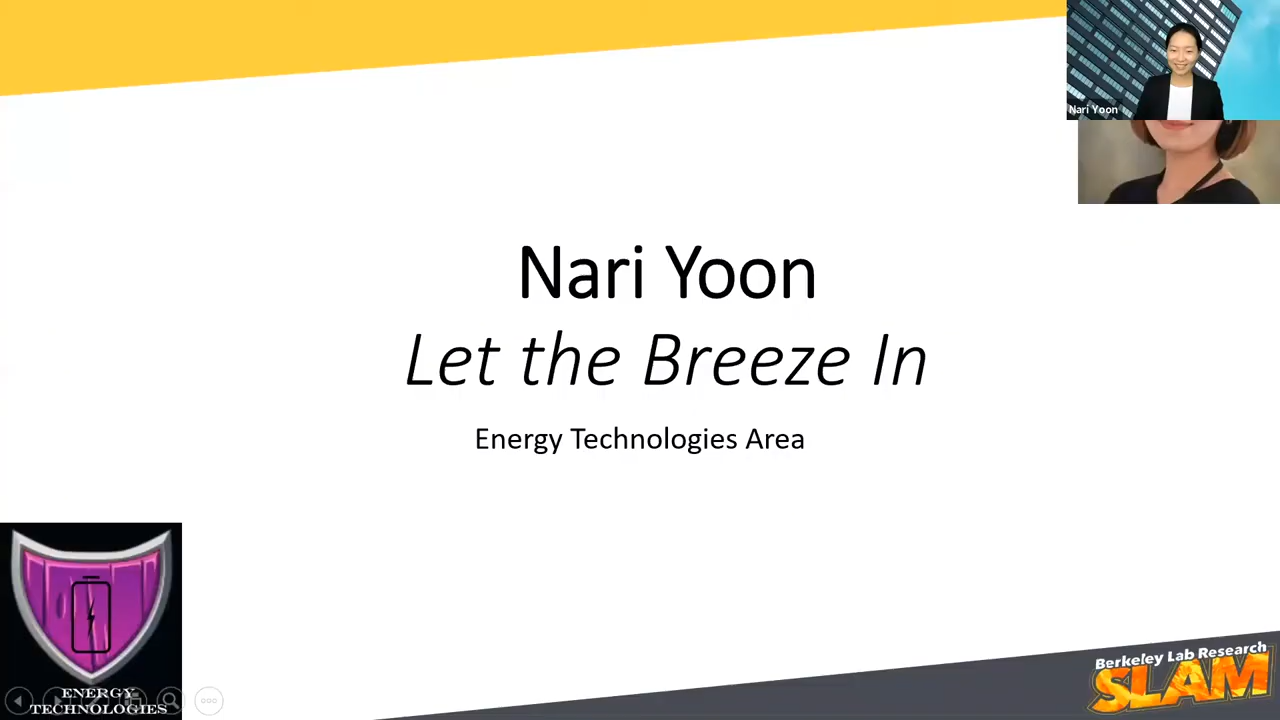 Nari Yoon
Nari Yoon
Let the Breeze In
Energy Technologies Area
ENERGY
TECHNOLOGIES
Berkeley Lab Research
SLAM